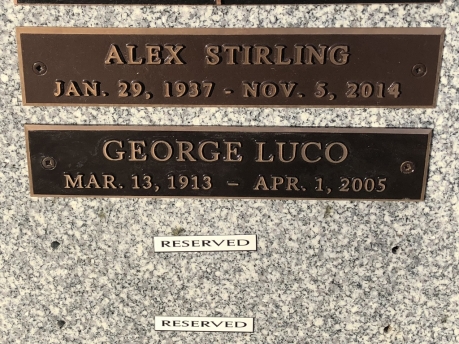 ALEX STIRLING
JAN. 29, 1937 - NOV. 5, 2014
GEORGE LUCO
MAR. 13, 1913 - APR. 1, 2005
RESERVED
RESERVED